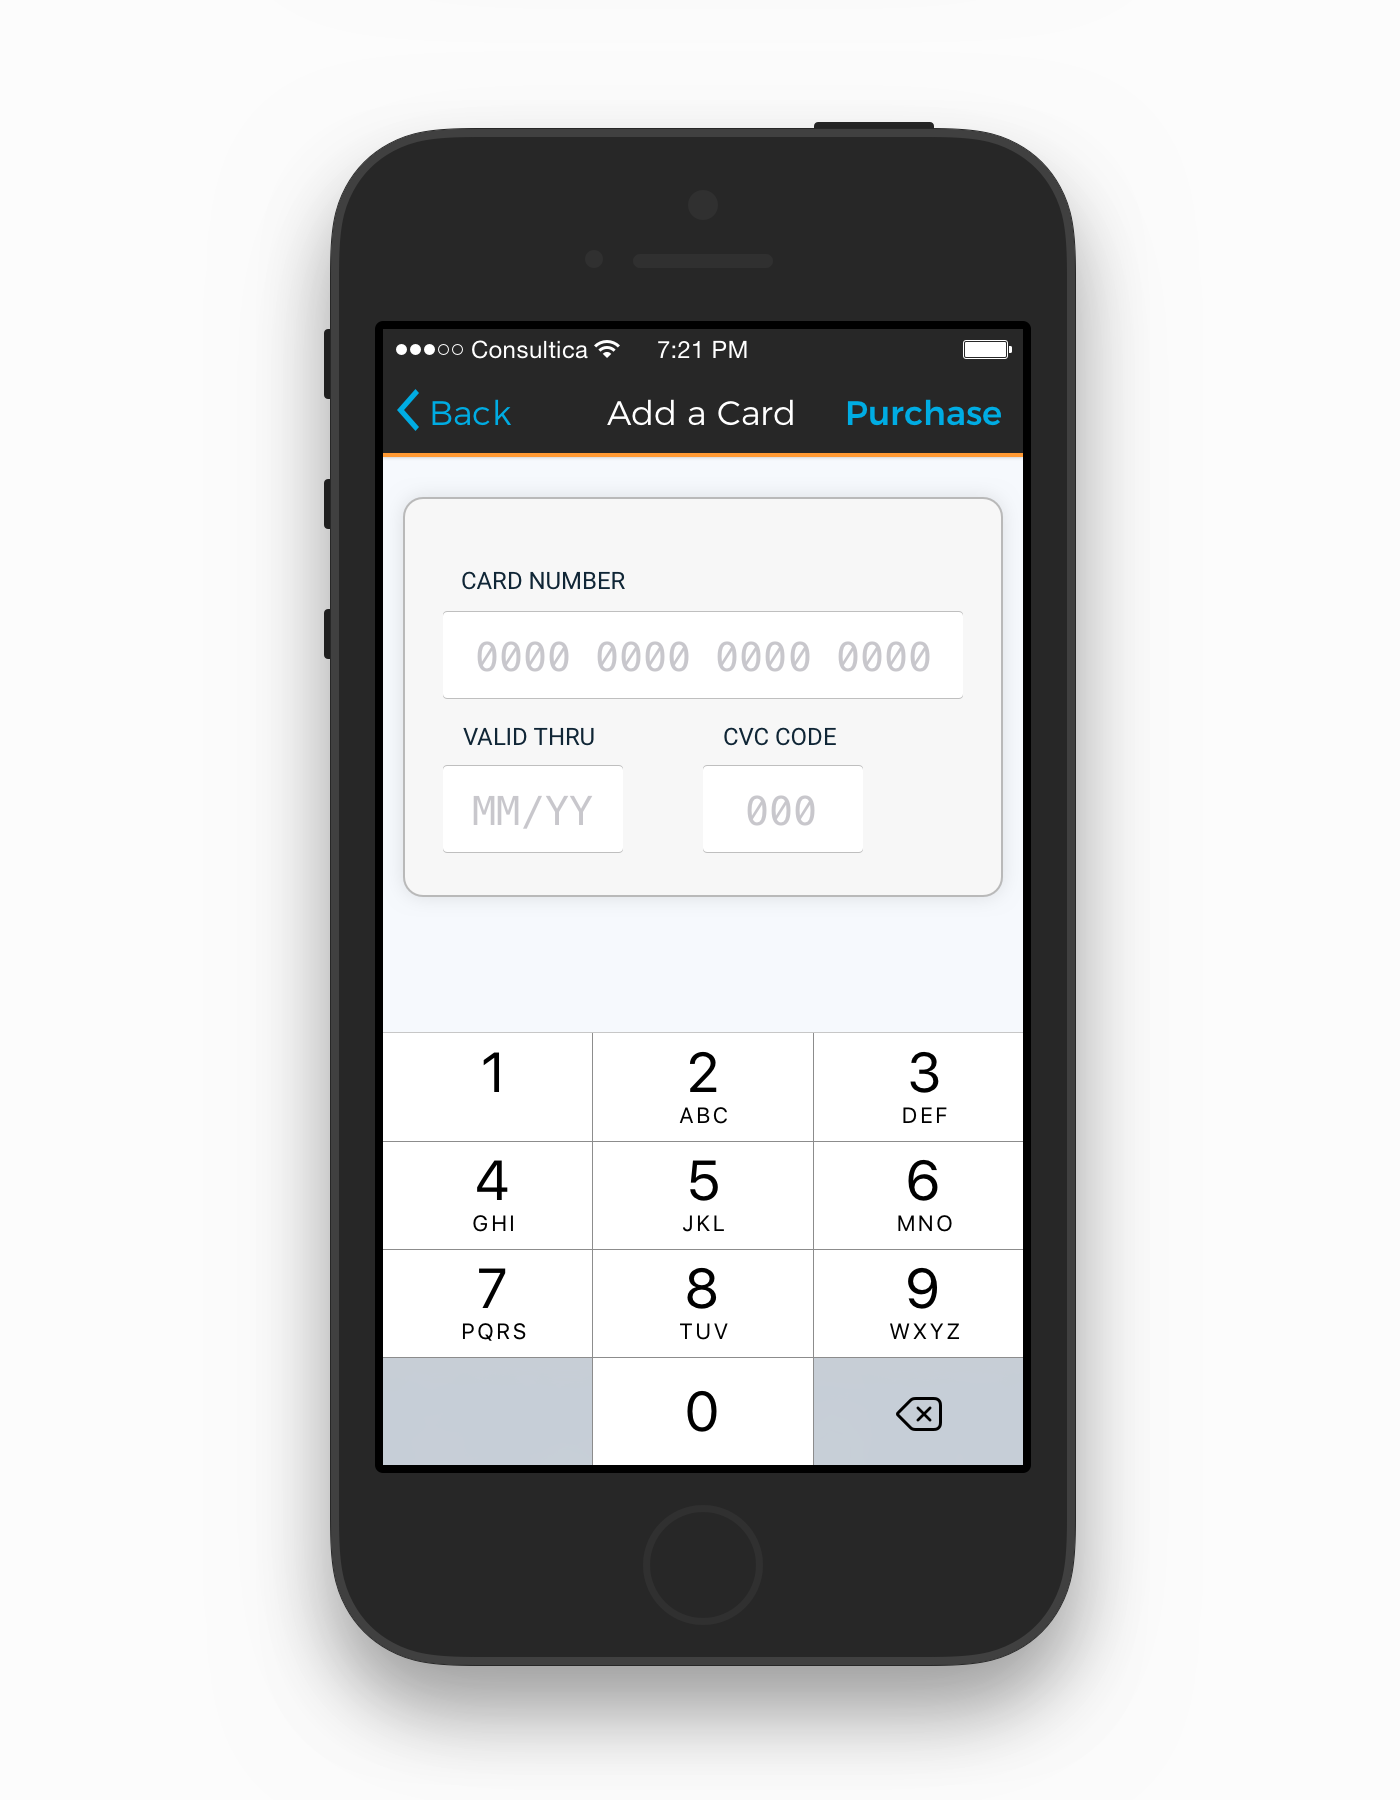 Consultica 7:21 PM
Back Add a Card Purchase
CARD NUMBER
0000 0000 0000 0000
VALID THRU CVC CODE
MM/YY 000
1 2 3
ABC DEF
4 5 6
GHI JKL MNO
7 8 9
PQRS TUV WXYZ
0